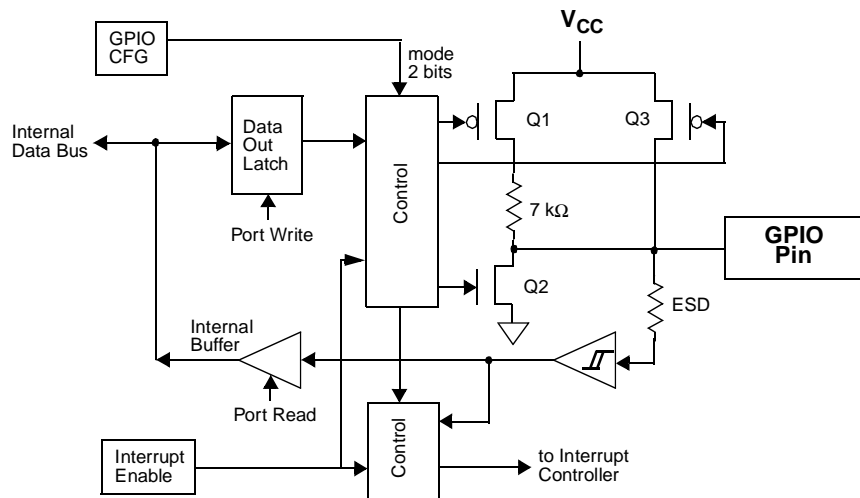 GPIO
CFG
mode
2 bits
VCC
Internal
Data Bus
Data
Out
Latch
Port Write
Control
Q1
Q3
7 kΩ
GPIO
Pin
Q2
ESD
Internal
Buffer
Port Read
Interrupt
Enable
Control
to Interrupt
Controller